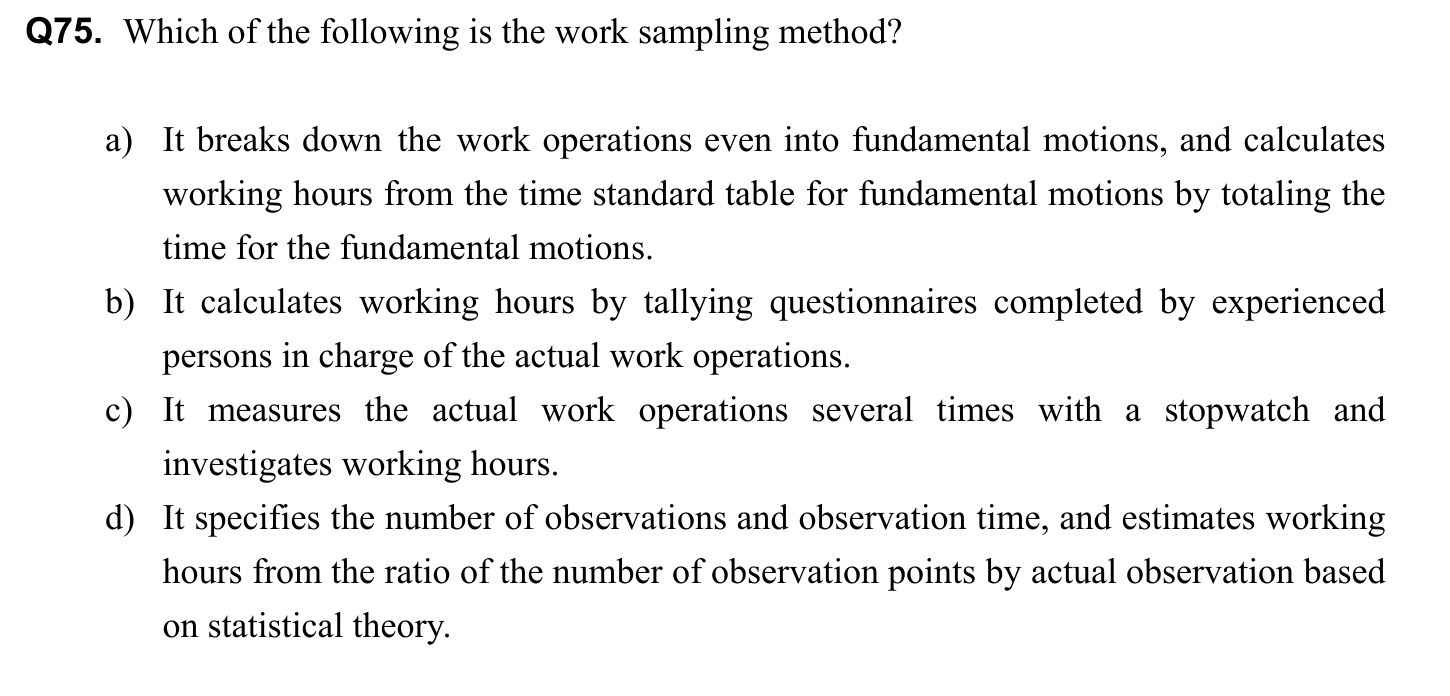 Q75. Which of the following is the work sampling method?
a) It breaks down the work operations even into fundamental motions, and calculates
working hours from the time standard table for fundamental motions by totaling the
time for the fundamental motions.
b) It calculates working hours by tallying questionnaires completed by experienced
persons in charge of the actual work operations.
c) It measures the actual work operations several times with a stopwatch and
investigates working hours.
d) It specifies the number of observations and observation time, and estimates working
hours from the ratio of the number of observation points by actual observation based
on statistical theory.